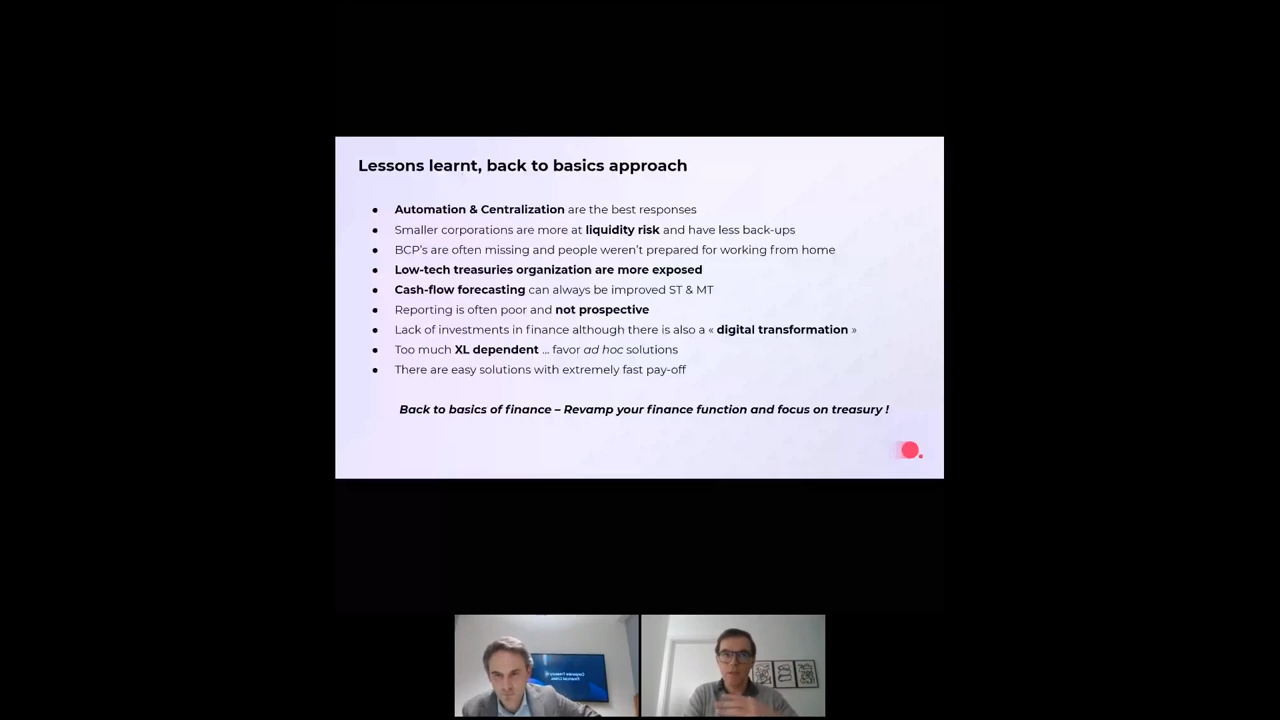 Lessons learnt, back to basics approach
● Automation & Centralization are the best responses
● Smaller corporations are more at liquidity risk and have less back-ups
● BCP's are often missing and people weren't prepared for working from home
● Low-tech treasuries organization are more exposed
● Cash-flow forecasting can always be improved ST & MT
● Reporting is often poor and not prospective
● Lack of investments in finance although there is also a « digital transformation »
● Too much XL dependent ... favor ad hoc solutions
● There are easy solutions with extremely fast pay-off
Back to basics of finance – Revamp your finance function and focus on treasury !
Corporate Treasury &
Financial Crises